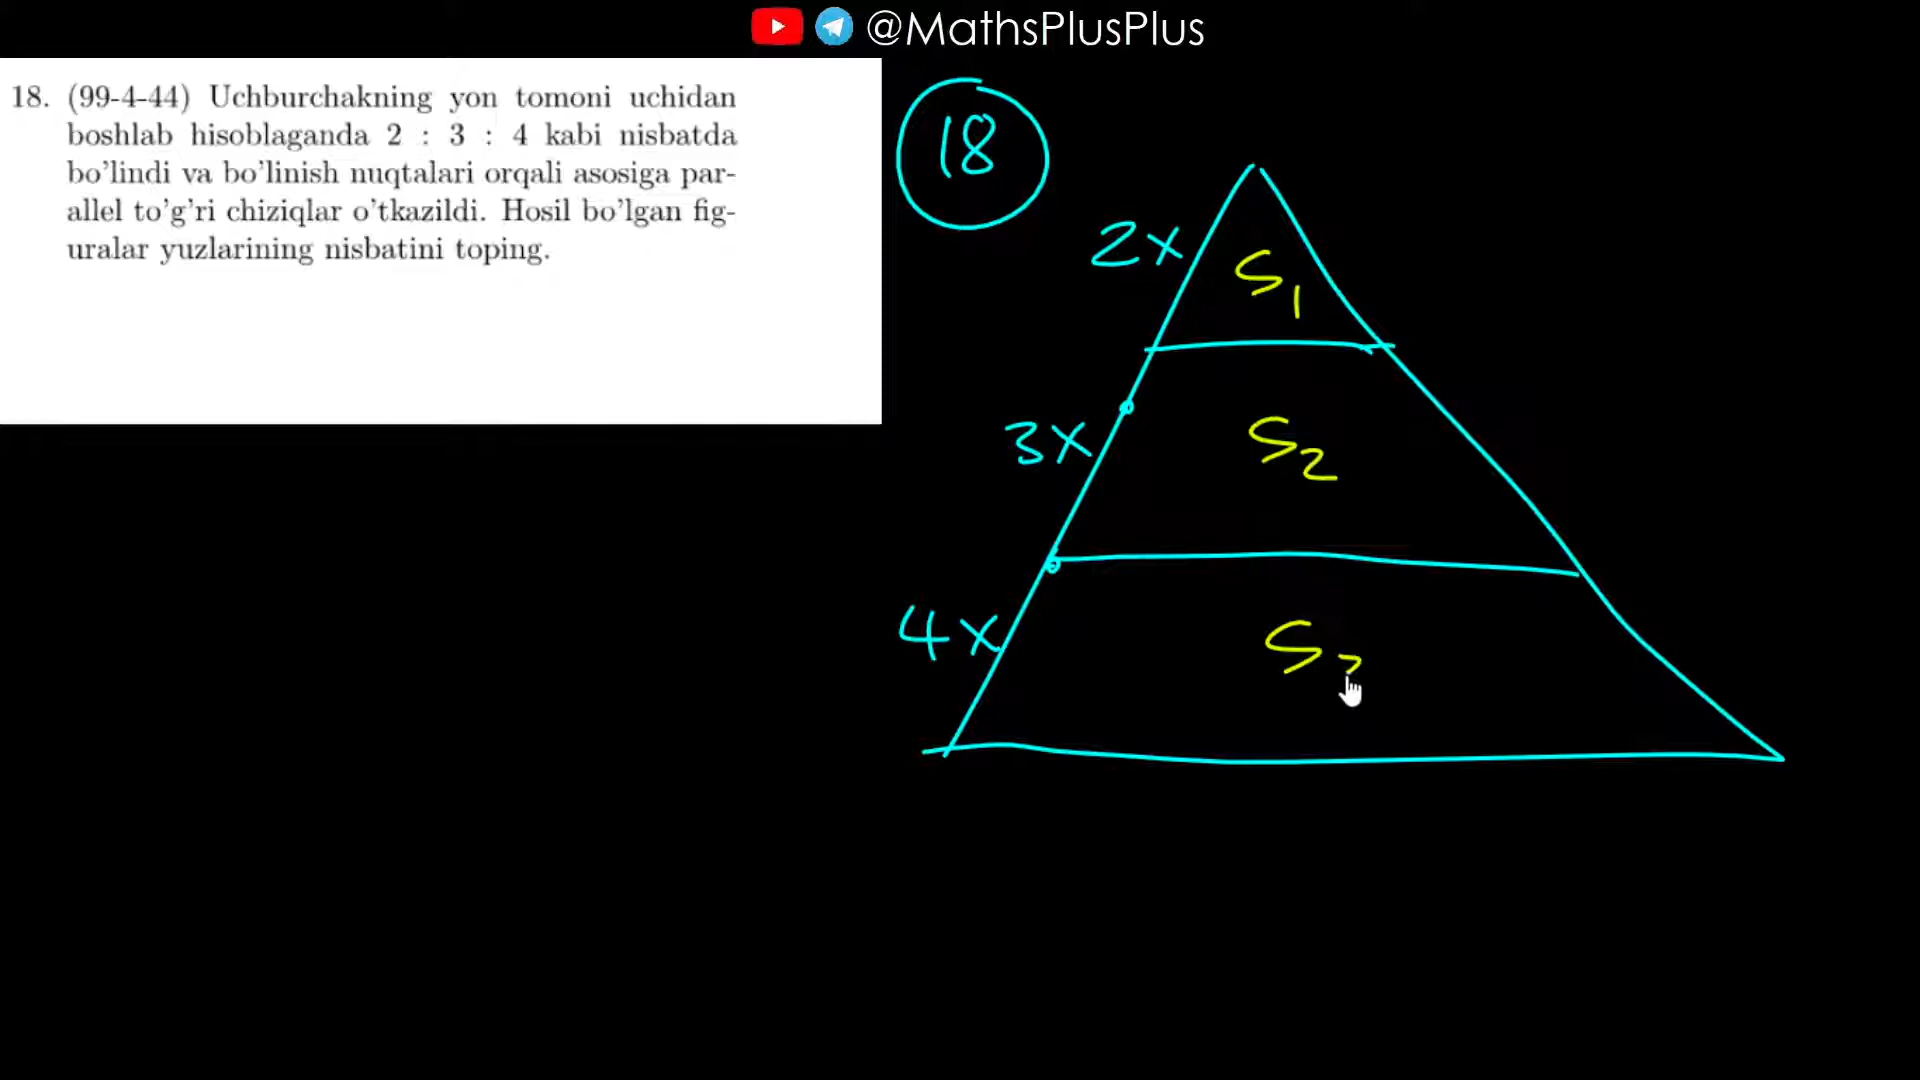 @MathsPlusPlus
18. (99-4-44) Uchburchakning yon tomoni uchidan
boshlab hisoblaganda 2 : 3 : 4 kabi nisbatda
bo'lindi va bo'linish nuqtalari orqali asosiga par-
allel to'g'ri chiziqlar o'tkazildi. Hosil bo'lgan fig-
uralar yuzlarining nisbatini toping.
18
2x
S1
3x
S2
4x
S